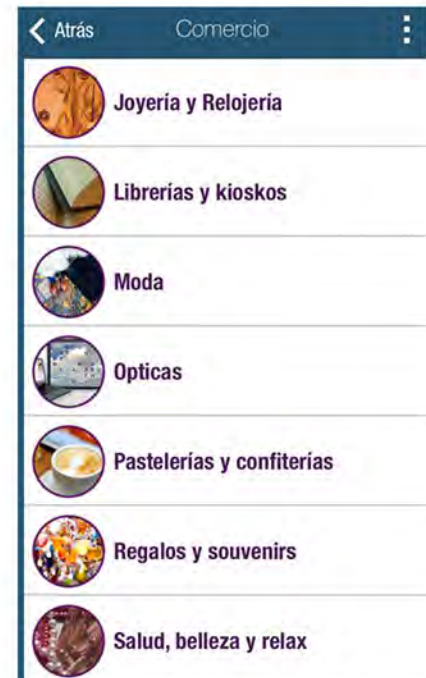 Atrás
Comercio
Joyería y Relojería
Librerías y kioskos
Moda
Opticas
Pastelerías y confiterías
Regalos y souvenirs
Salud, belleza y relax